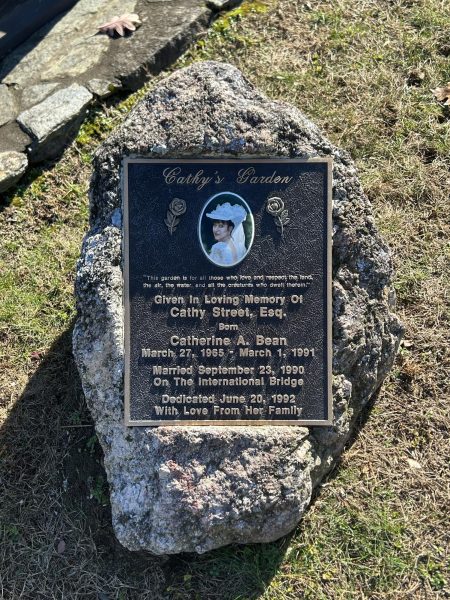 Cathy's Garden
"This garden is for all those who love and respect the land,
the air, the water, and all the creatures who dwell therein."
Given In Loving Memory Of
Cathy Street, Esq.
Born
Catherine A. Bean
March 27, 1965 - March 1, 1991
Married September 23, 1990
On The International Bridge
Dedicated June 20, 1992
With Love From Her Family